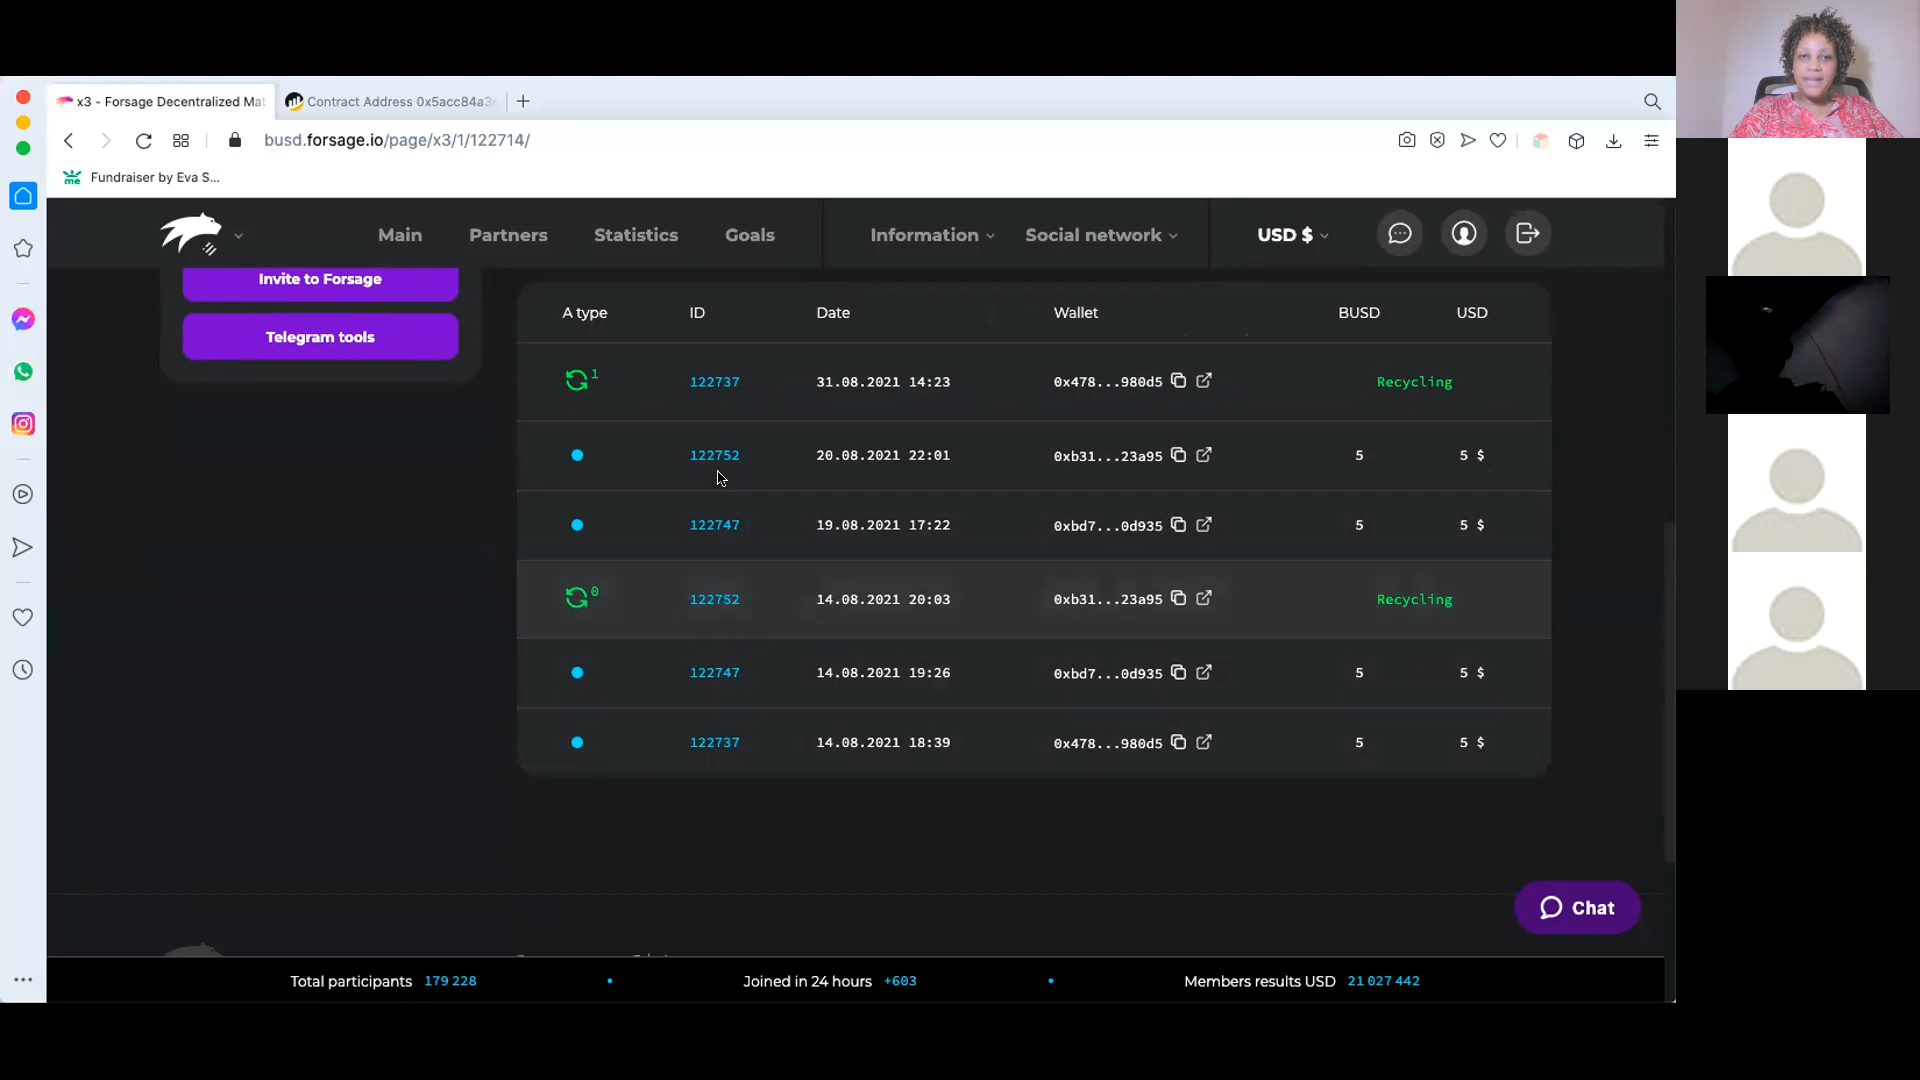 x3 - Forsage Decentralized Mat
Contract Address 0x5acc84a3
busd.forsage.io/page/x3/1/122714/
me
Fundraiser by Eva S...
Main
Partners
Statistics
Goals
Information
Social network
USD $
Invite to Forsage
Telegram tools
A type ID Date Wallet BUSD USD
1 122737 31.08.2021 14:23 0x478...980d5 Recycling
122752 20.08.2021 22:01 0xb31...23a95 5 5 $
122747 19.08.2021 17:22 0xbd7...0d935 5 5 $
0 122752 14.08.2021 20:03 0xb31...23a95 Recycling
122747 14.08.2021 19:26 0xbd7...0d935 5 5 $
122737 14.08.2021 18:39 0x478...980d5 5 5 $
Chat
Total participants 179 228 • Joined in 24 hours +603 • Members results USD 21 027 442